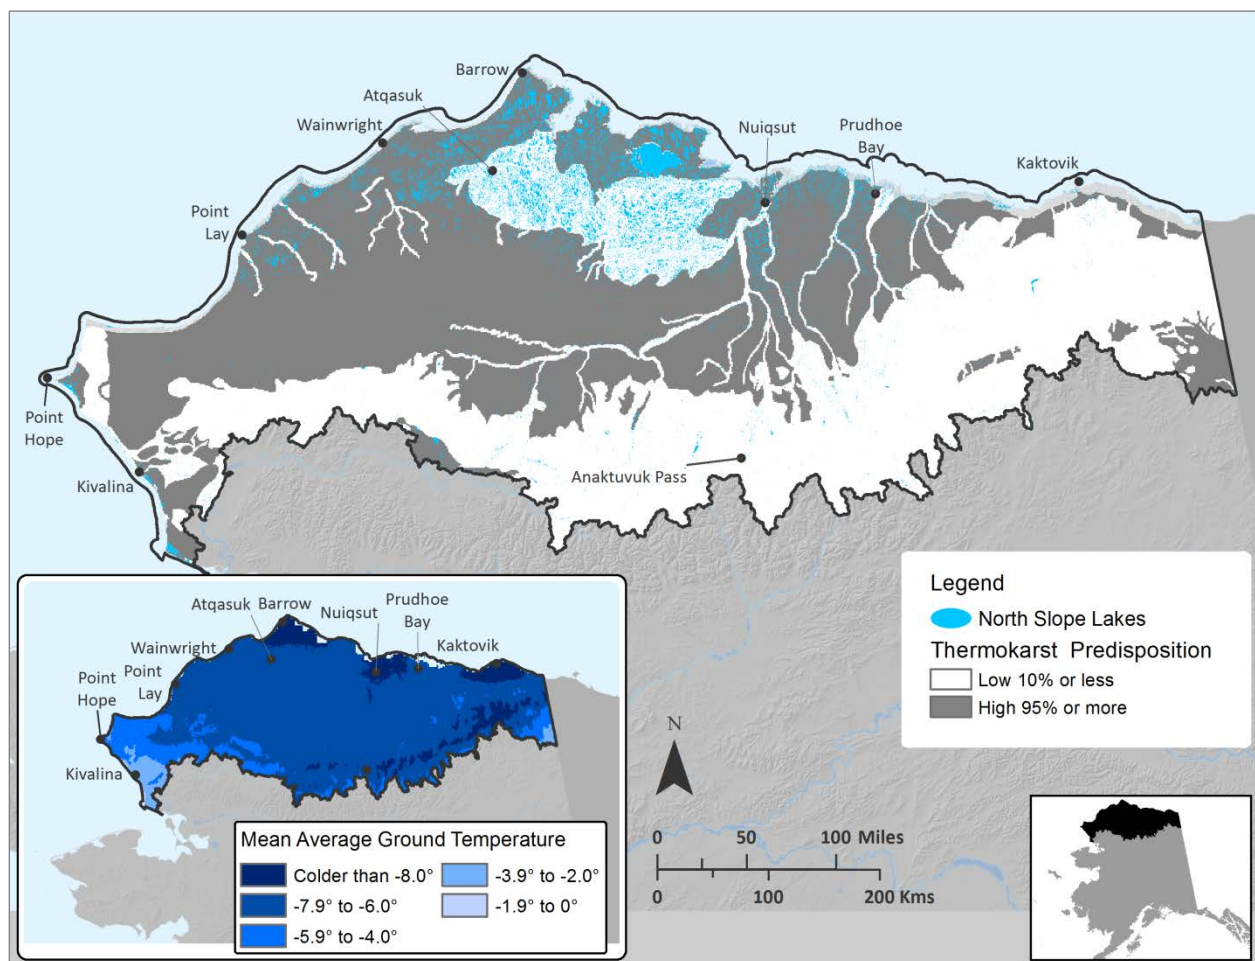 Barrow
Atqasuk
Wainwright
Nuiqsut
Prudhoe
Bay
Kaktovik
Point
Lay
Point
Hope
Kivalina
Anaktuvuk Pass
Legend
North Slope Lakes
Thermokarst Predisposition
Low 10% or less
High 95% or more
N
0 50 100 Miles
0 100 200 Kms
Atqasuk
Barrow
Nuiqsut
Prudhoe
Bay
Wainwright
Kaktovik
Point
Lay
Point
Hope
Kivalina
Mean Average Ground Temperature
Colder than -8.0°
-3.9° to -2.0°
-7.9° to -6.0°
-1.9° to 0°
-5.9° to -4.0°